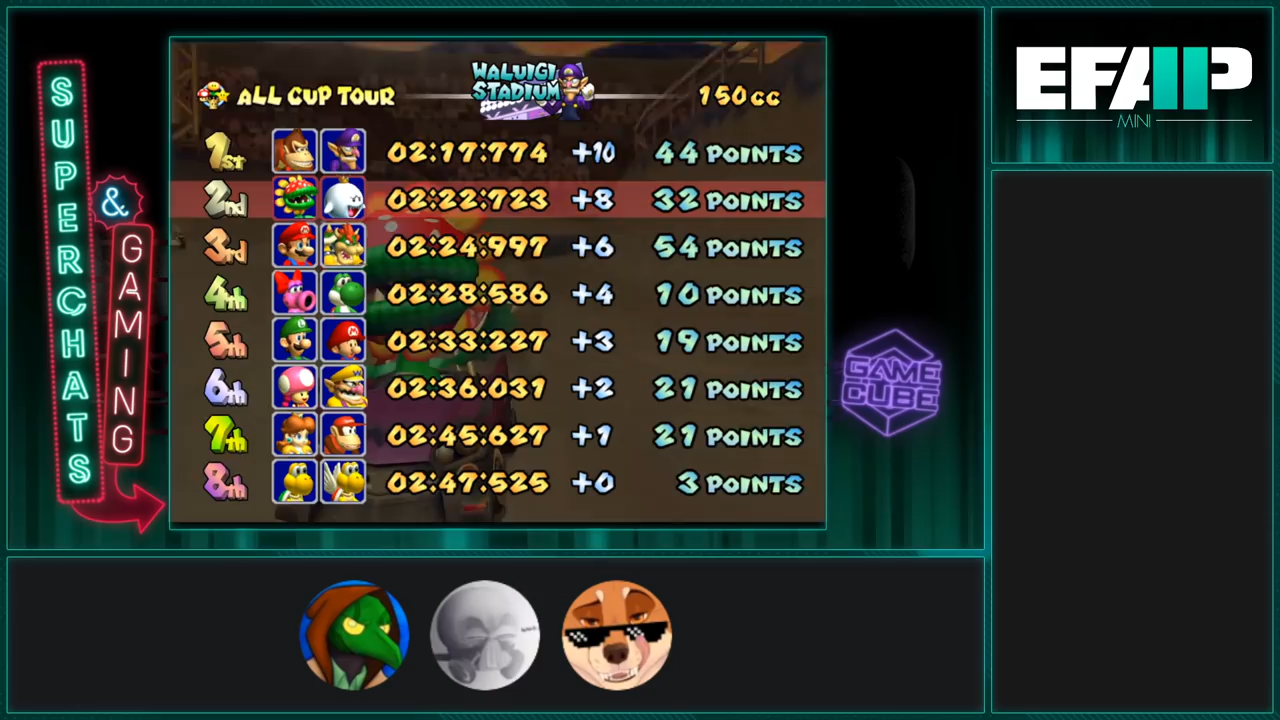 SUPERCHATS
&
GAMING
ALL CUP TOUR
WALUIGI
STADIUM
150cc
1st 02:17:774 +10 44 POINTS
2nd 02:22:723 +8 32 POINTS
3rd 02:24:997 +6 54 POINTS
4th 02:28:586 +4 10 POINTS
5th 02:33:227 +3 19 POINTS
6th 02:36:031 +2 21 POINTS
7th 02:45:627 +1 21 POINTS
8th 02:47:525 +0 3 POINTS
GAME
CUBE
EFAP
MINI